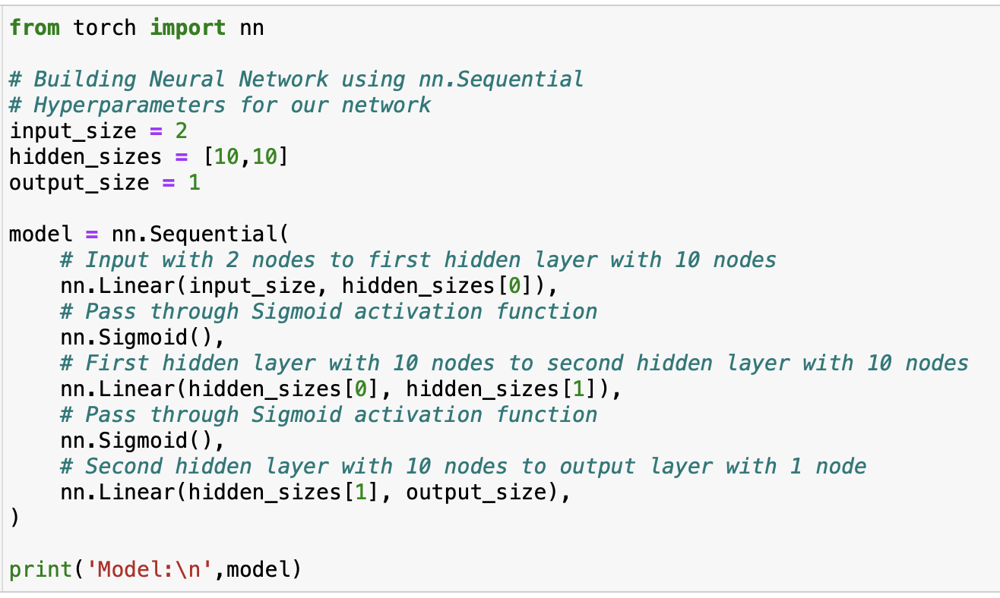 from torch import nn

# Building Neural Network using nn.Sequential
# Hyperparameters for our network
input_size = 2
hidden_sizes = [10,10]
output_size = 1

model = nn.Sequential(
    # Input with 2 nodes to first hidden layer with 10 nodes
    nn.Linear(input_size, hidden_sizes[0]),
    # Pass through Sigmoid activation function
    nn.Sigmoid(),
    # First hidden layer with 10 nodes to second hidden layer with 10 nodes
    nn.Linear(hidden_sizes[0], hidden_sizes[1]),
    # Pass through Sigmoid activation function
    nn.Sigmoid(),
    # Second hidden layer with 10 nodes to output layer with 1 node
    nn.Linear(hidden_sizes[1], output_size),
)

print('Model:\n',model)